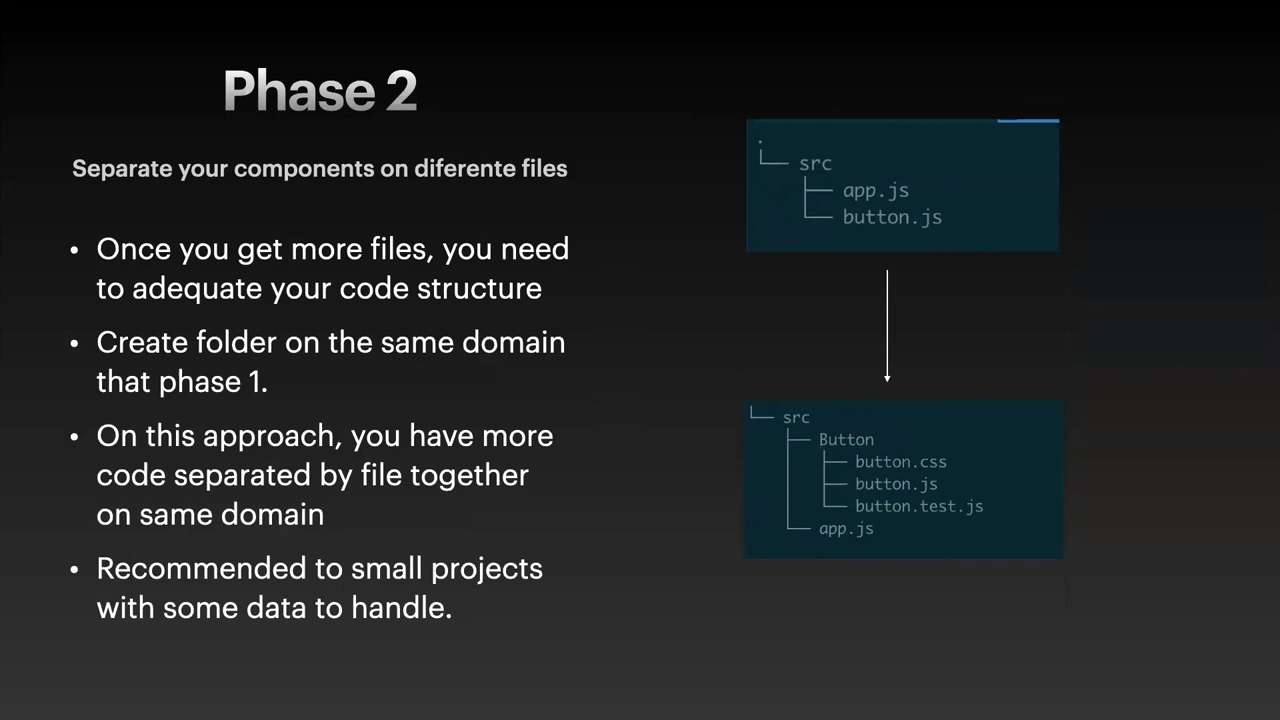 Phase 2
Separate your components on diferente files
• Once you get more files, you need
to adequate your code structure
• Create folder on the same domain
that phase 1.
• On this approach, you have more
code separated by file together
on same domain
• Recommended to small projects
with some data to handle.
.
└── src
├── app.js
└── button.js
└── src
├── Button
├── button.css
├── button.js
└── button.test.js
└── app.js